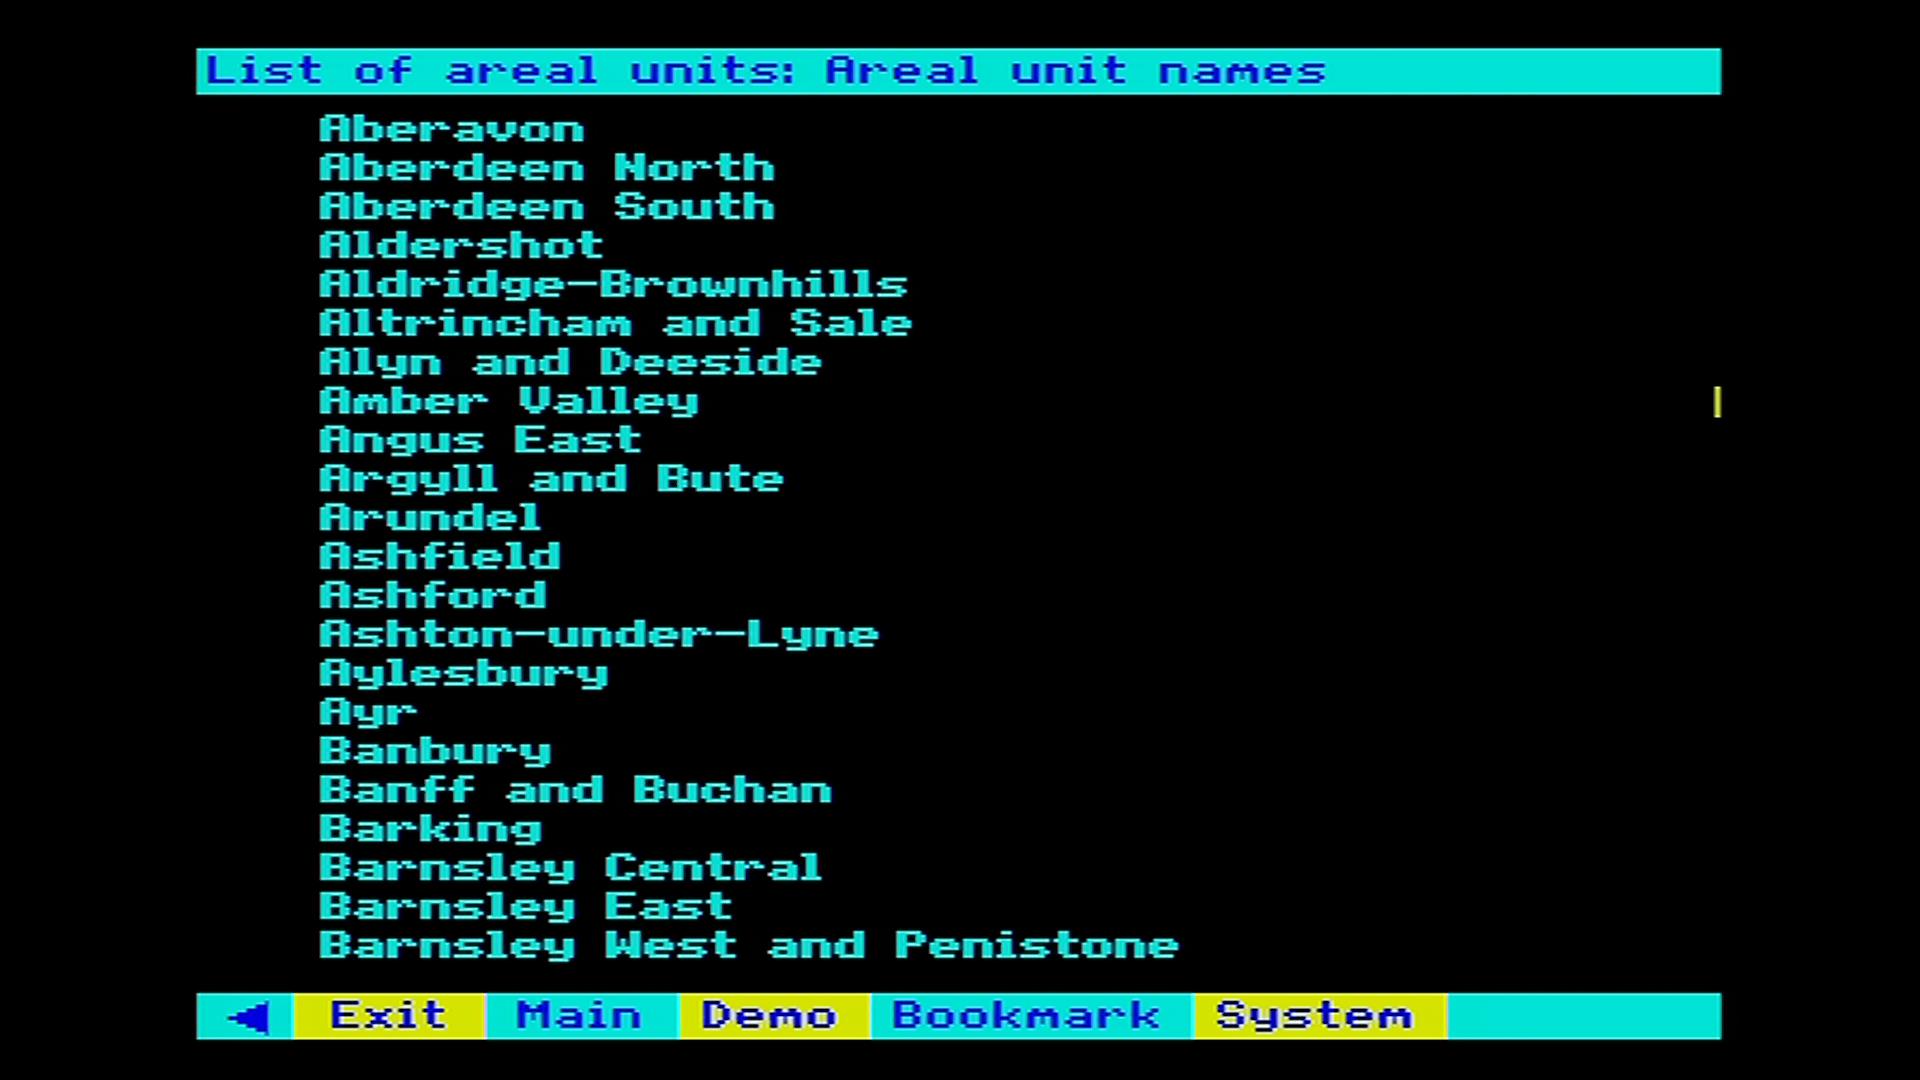 List of areal units: Areal unit names
Aberavon
Aberdeen North
Aberdeen South
Aldershot
Aldridge-Brownhills
Altrincham and Sale
Alyn and Deeside
Amber Valley
Angus East
Argyll and Bute
Arundel
Ashfield
Ashford
Ashton-under-Lyne
Aylesbury
Ayr
Banbury
Banff and Buchan
Barking
Barnsley Central
Barnsley East
Barnsley West and Penistone
Exit Main Demo Bookmark System